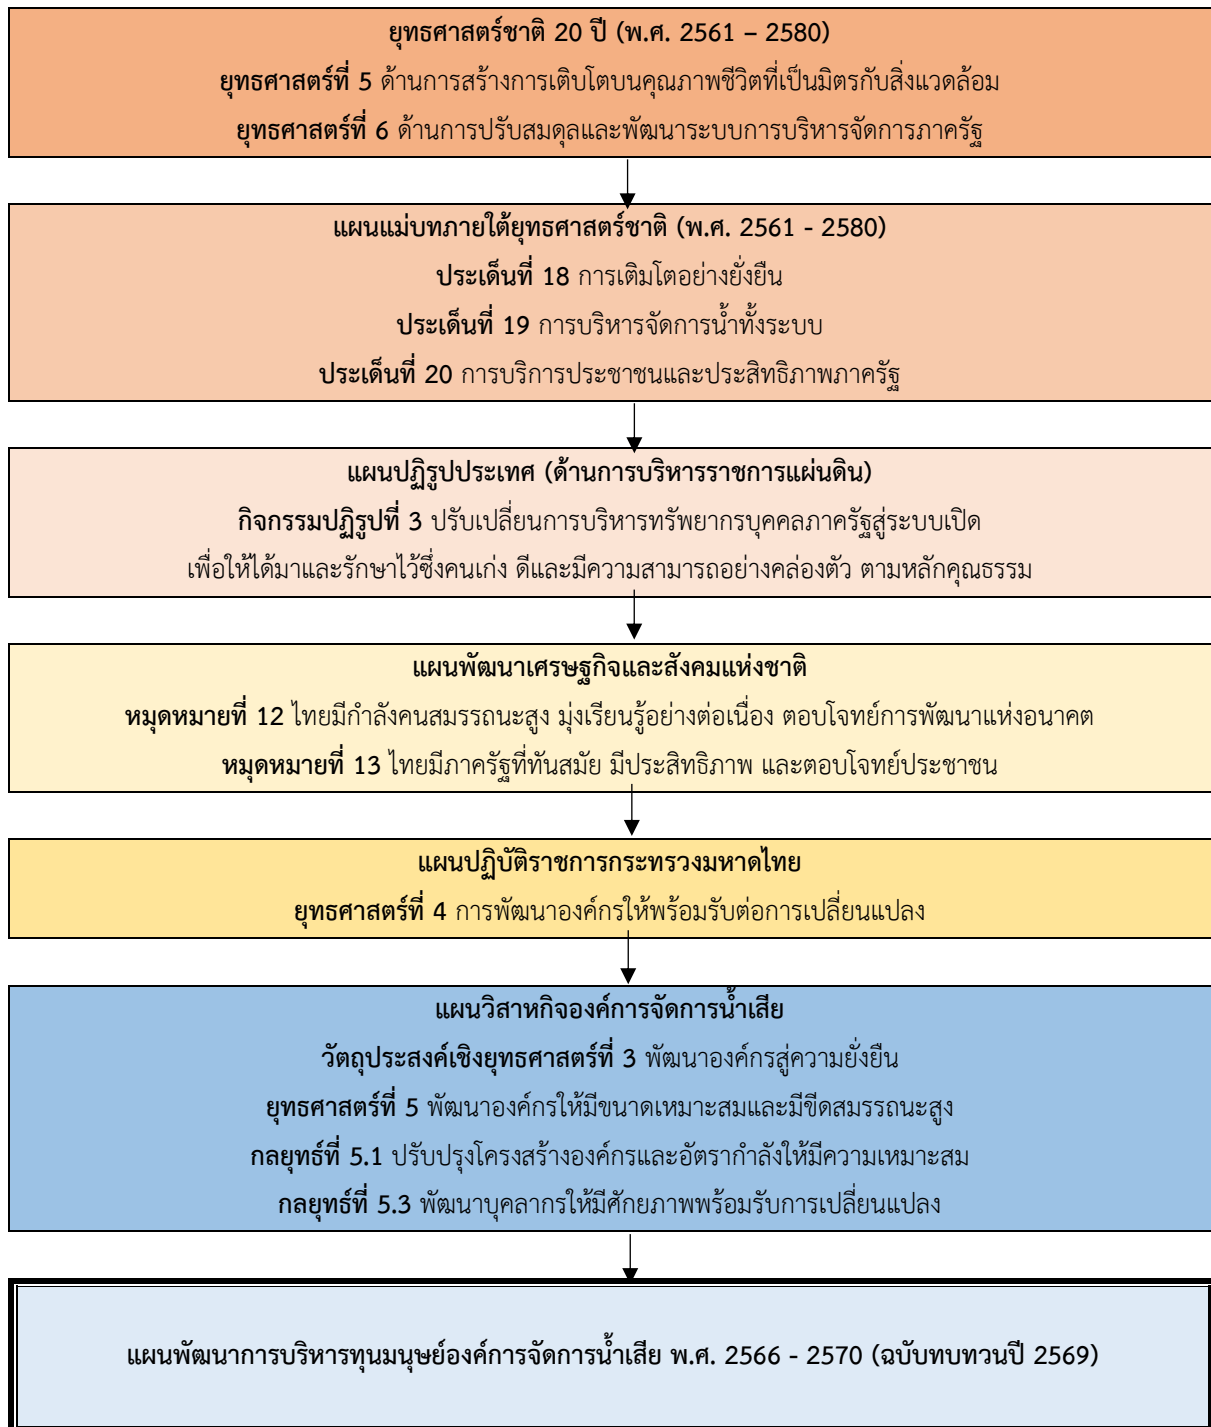 ยุทธศาสตร์ชาติ 20 ปี (พ.ศ. 2561 – 2580)
ยุทธศาสตร์ที่ 5 ด้านการสร้างการเติบโตบนคุณภาพชีวิตที่เป็นมิตรกับสิ่งแวดล้อม
ยุทธศาสตร์ที่ 6 ด้านการปรับสมดุลและพัฒนาระบบการบริหารจัดการภาครัฐ
แผนแม่บทภายใต้ยุทธศาสตร์ชาติ (พ.ศ. 2561 - 2580)
ประเด็นที่ 18 การเติมโตอย่างยั่งยืน
ประเด็นที่ 19 การบริหารจัดการน้ำทั้งระบบ
ประเด็นที่ 20 การบริการประชาชนและประสิทธิภาพภาครัฐ
แผนปฏิรูปประเทศ (ด้านการบริหารราชการแผ่นดิน)
กิจกรรมปฏิรูปที่ 3 ปรับเปลี่ยนการบริหารทรัพยากรบุคคลภาครัฐสู่ระบบเปิด
เพื่อให้ได้มาและรักษาไว้ซึ่งคนเก่ง ดีและมีความสามารถอย่างคล่องตัว ตามหลักคุณธรรม
แผนพัฒนาเศรษฐกิจและสังคมแห่งชาติ
หมุดหมายที่ 12 ไทยมีกำลังคนสมรรถนะสูง มุ่งเรียนรู้อย่างต่อเนื่อง ตอบโจทย์การพัฒนาแห่งอนาคต
หมุดหมายที่ 13 ไทยมีภาครัฐที่ทันสมัย มีประสิทธิภาพ และตอบโจทย์ประชาชน
แผนปฏิบัติราชการกระทรวงมหาดไทย
ยุทธศาสตร์ที่ 4 การพัฒนาองค์กรให้พร้อมรับต่อการเปลี่ยนแปลง
แผนวิสาหกิจองค์การจัดการน้ำเสีย
วัตถุประสงค์เชิงยุทธศาสตร์ที่ 3 พัฒนาองค์กรสู่ความยั่งยืน
ยุทธศาสตร์ที่ 5 พัฒนาองค์กรให้มีขนาดเหมาะสมและมีขีดสมรรถนะสูง
กลยุทธ์ที่ 5.1 ปรับปรุงโครงสร้างองค์กรและอัตรากำลังให้มีความเหมาะสม
กลยุทธ์ที่ 5.3 พัฒนาบุคลากรให้มีศักยภาพพร้อมรับการเปลี่ยนแปลง
แผนพัฒนาการบริหารทุนมนุษย์องค์การจัดการน้ำเสีย พ.ศ. 2566 - 2570 (ฉบับทบทวนปี 2569)